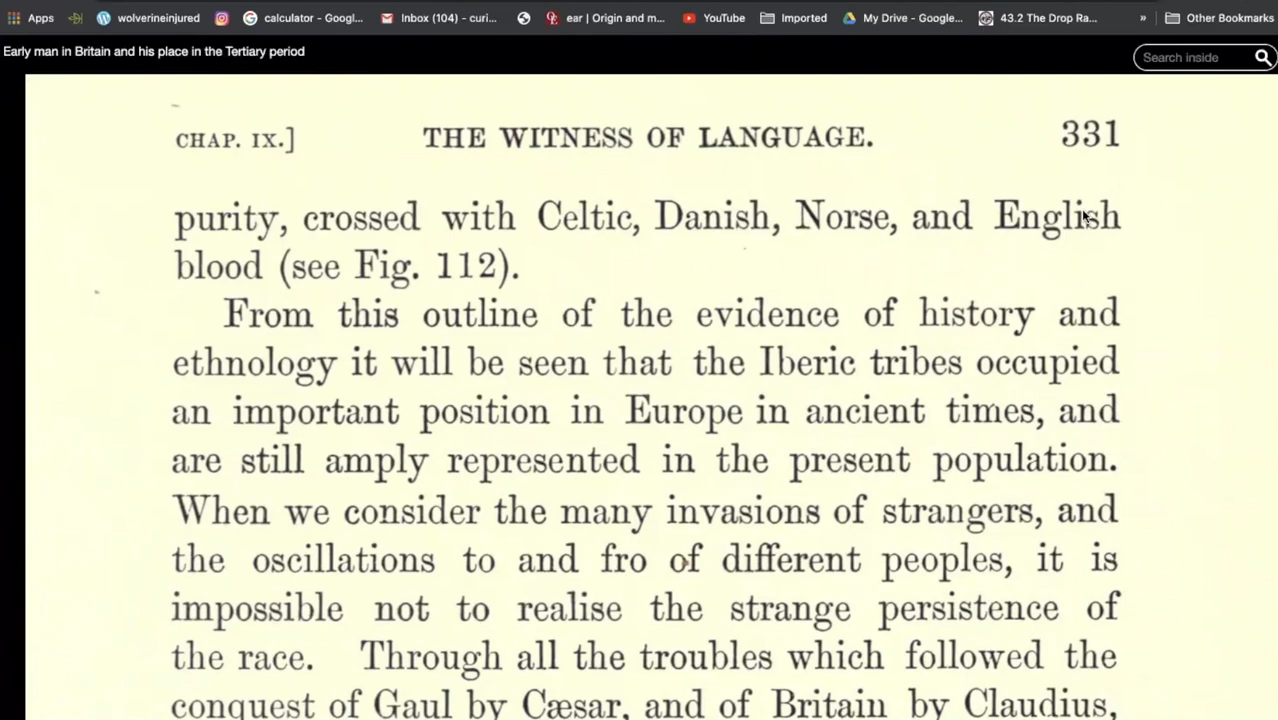 Apps wolverineinjured calculator - Googl... Inbox (104) - curi... ear | Origin and m... YouTube Imported My Drive - Google... 43.2 The Drop Ra... » Other Bookmarks
Early man in Britain and his place in the Tertiary period
Search inside
CHAP. IX.] THE WITNESS OF LANGUAGE. 331
purity, crossed with Celtic, Danish, Norse, and English
blood (see Fig. 112).
From this outline of the evidence of history and
ethnology it will be seen that the Iberic tribes occupied
an important position in Europe in ancient times, and
are still amply represented in the present population.
When we consider the many invasions of strangers, and
the oscillations to and fro of different peoples, it is
impossible not to realise the strange persistence of
the race. Through all the troubles which followed the
conquest of Gaul by Cæsar, and of Britain by Claudius,